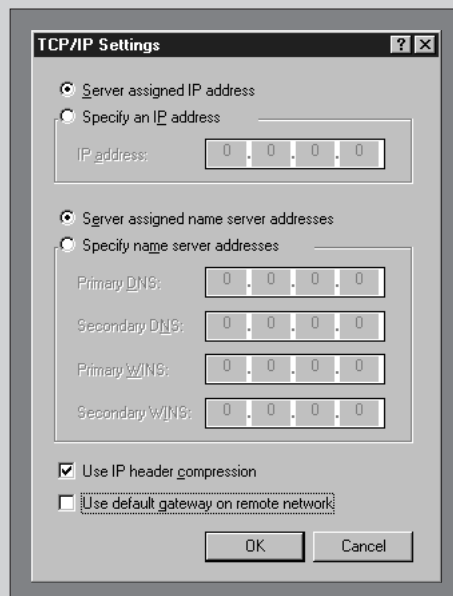 TCP/IP Settings
Server assigned IP address
Specify an IP address
IP address: 0 . 0 . 0 . 0
Server assigned name server addresses
Specify name server addresses
Primary DNS: 0 . 0 . 0 . 0
Secondary DNS: 0 . 0 . 0 . 0
Primary WINS: 0 . 0 . 0 . 0
Secondary WINS: 0 . 0 . 0 . 0
Use IP header compression
Use default gateway on remote network
OK Cancel